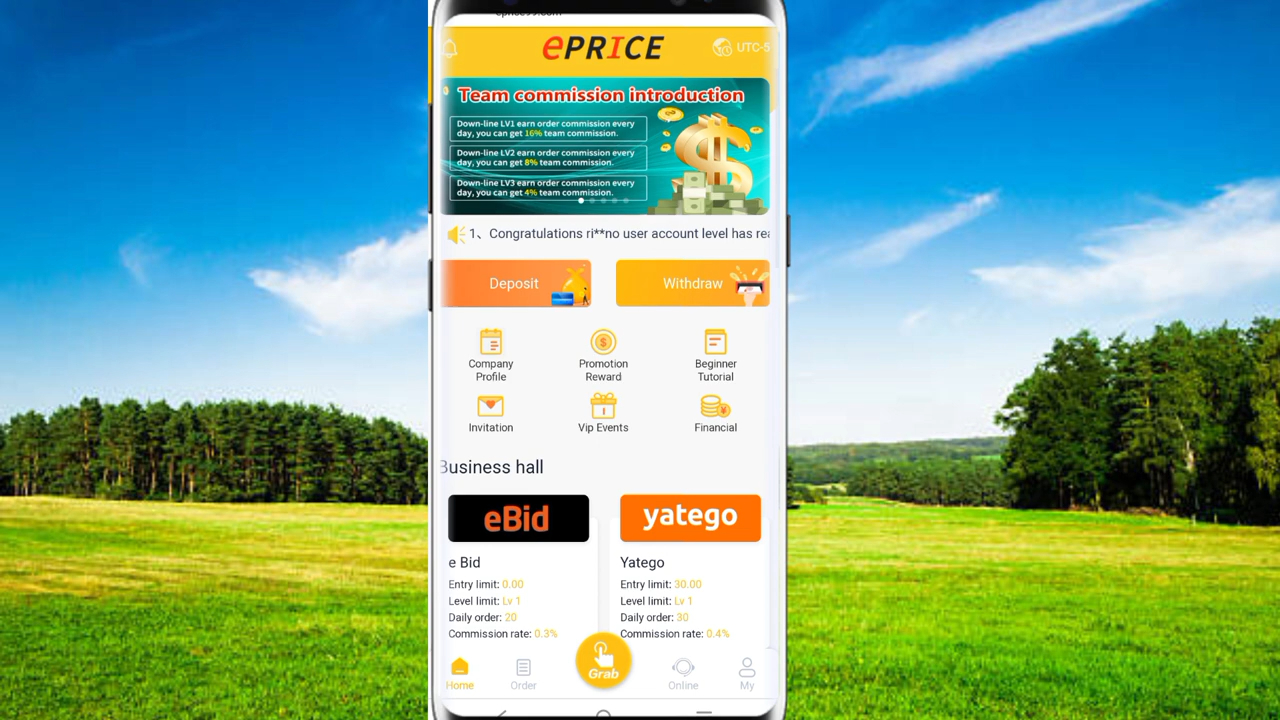 ePRICE
UTC-5
Team commission introduction
Down-line LV1 earn order commission every
day, you can get 16% team commission.
Down-line LV2 earn order commission every
day, you can get 8% team commission.
Down-line LV3 earn order commission every
day, you can get 4% team commission.
1、Congratulations ri**no user account level has rea
Deposit
Withdraw
Company
Profile
Promotion
Reward
Beginner
Tutorial
Invitation
Vip Events
Financial
Business hall
eBid
yatego
e Bid
Yatego
Entry limit: 0.00
Entry limit: 30.00
Level limit: Lv 1
Level limit: Lv 1
Daily order: 20
Daily order: 30
Commission rate: 0.3%
Commission rate: 0.4%
Grab
Home
Order
Online
My